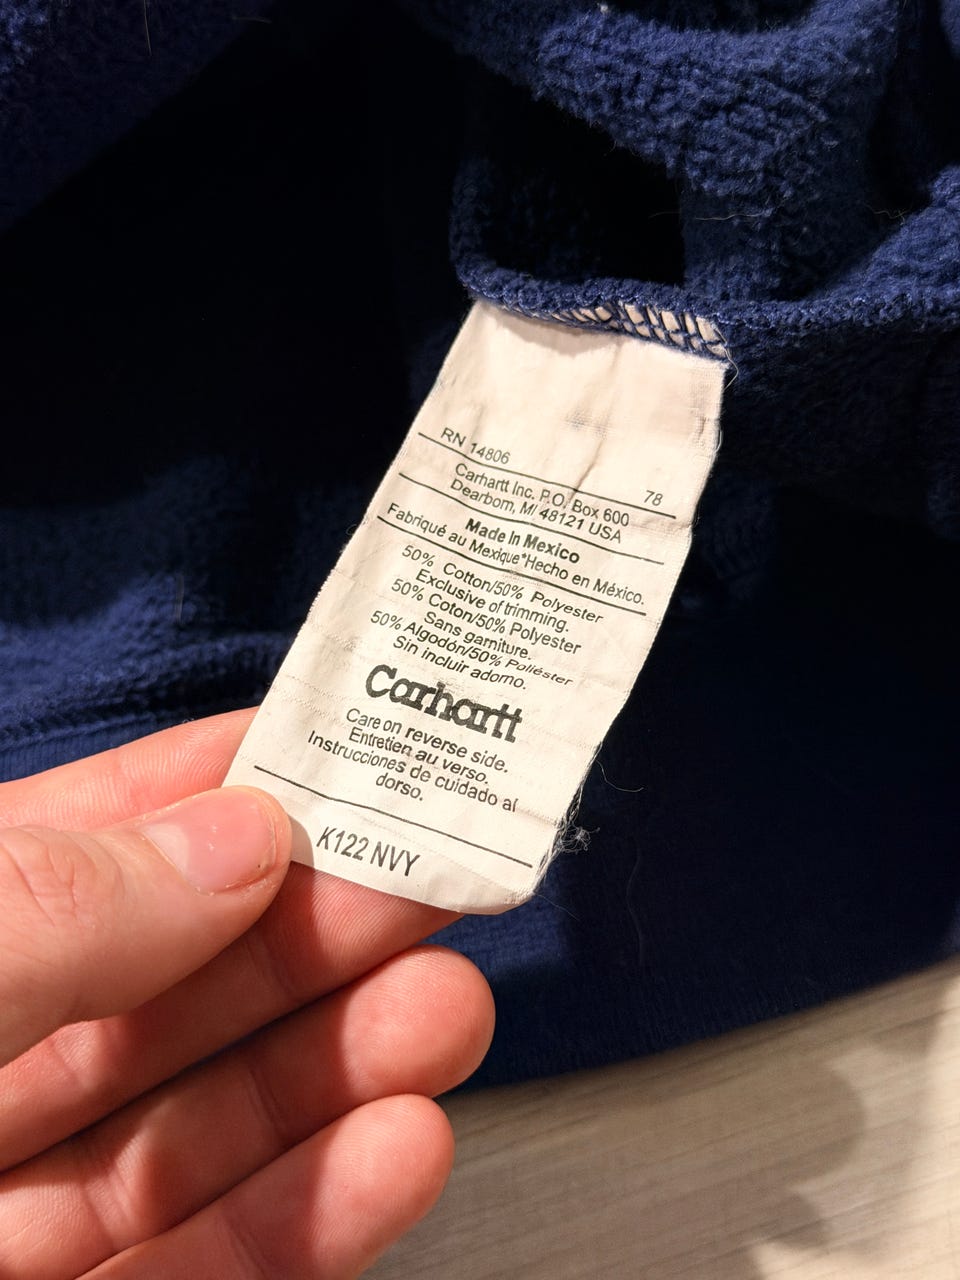 RN 14806
78
Carhartt Inc. P.O. Box 600
Dearborn, MI 48121 USA
Made In Mexico
Fabriqué au Mexique*Hecho en México.
50% Cotton/50% Polyester
Exclusive of trimming.
50% Coton/50% Polyester
Sans garniture.
50% Algodón/50% Poliéster
Sin incluir adorno.
Carhartt
Care on reverse side.
Entretien au verso.
Instrucciones de cuidado al
dorso.
K122 NVY